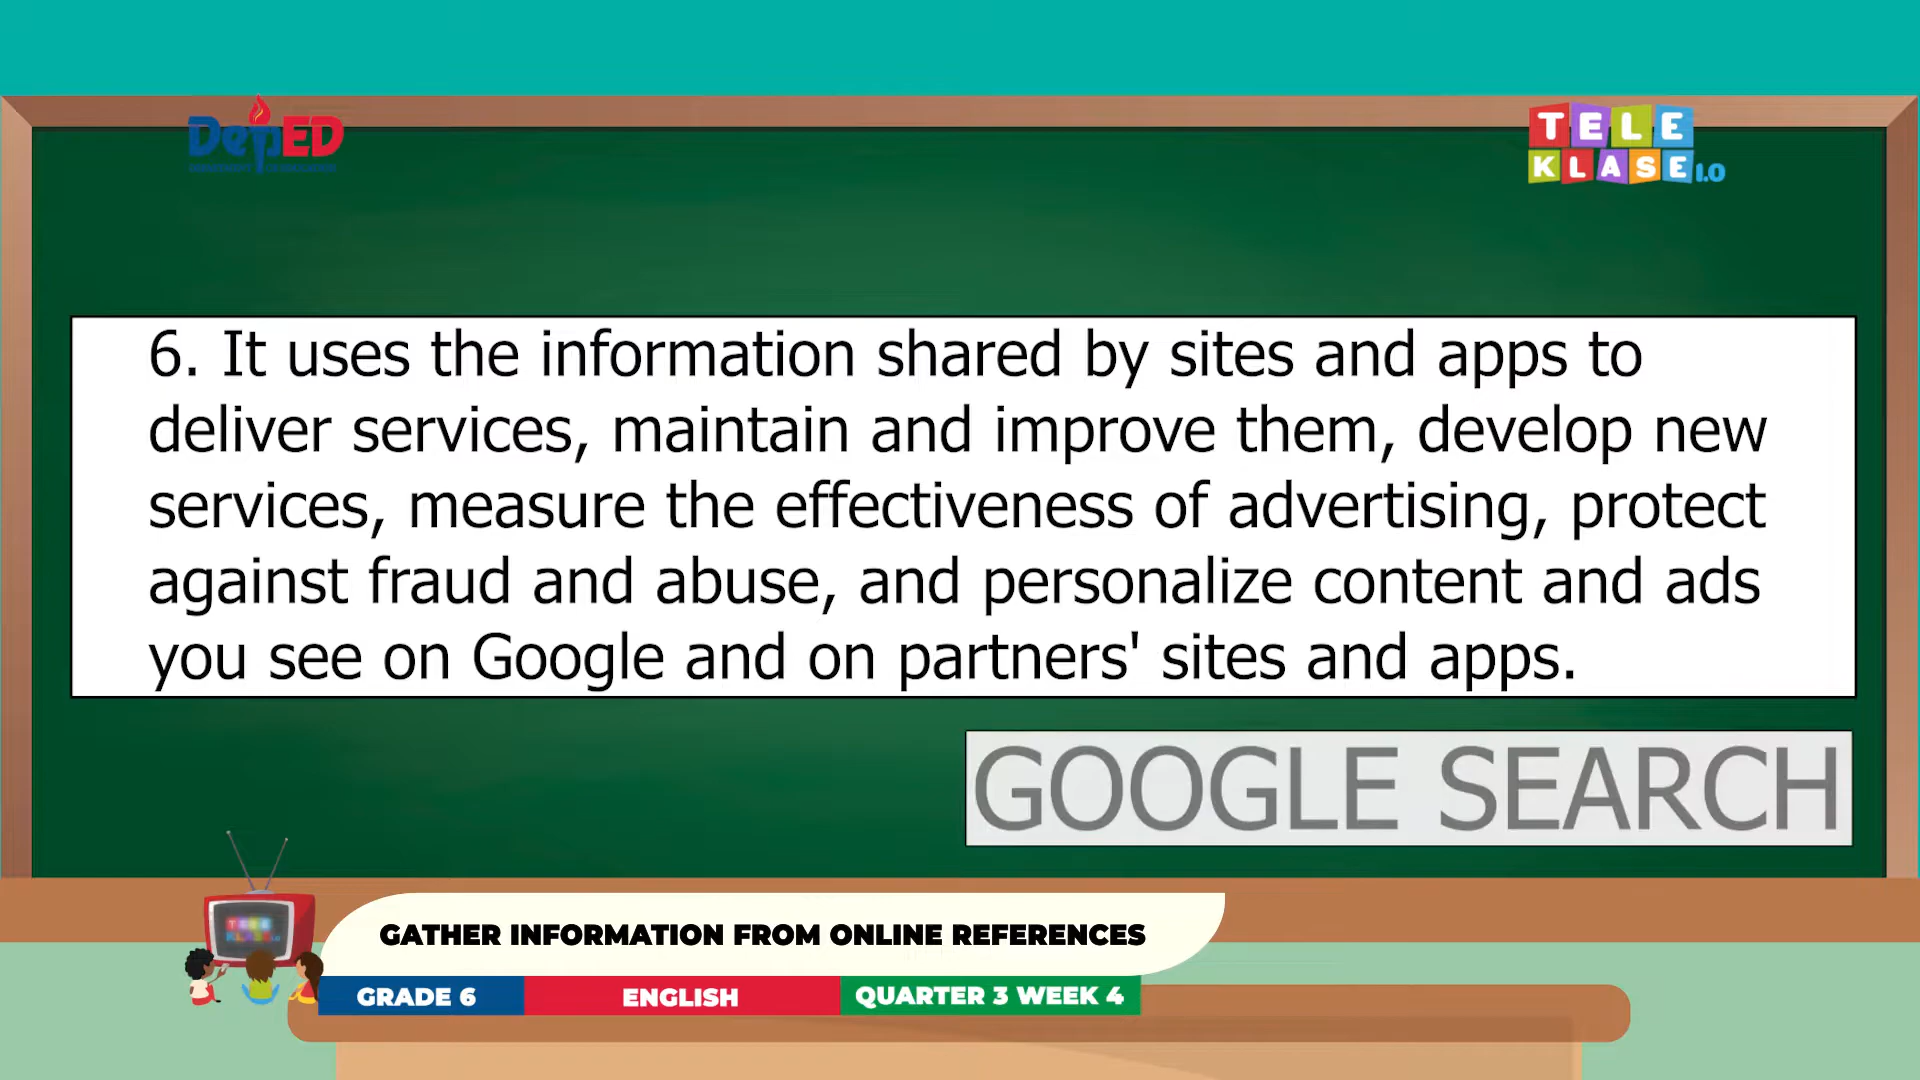 DepED
TELE
KLASE 1.0
6. It uses the information shared by sites and apps to
deliver services, maintain and improve them, develop new
services, measure the effectiveness of advertising, protect
against fraud and abuse, and personalize content and ads
you see on Google and on partners' sites and apps.
GOOGLE SEARCH
GATHER INFORMATION FROM ONLINE REFERENCES
GRADE 6 ENGLISH QUARTER 3 WEEK 4